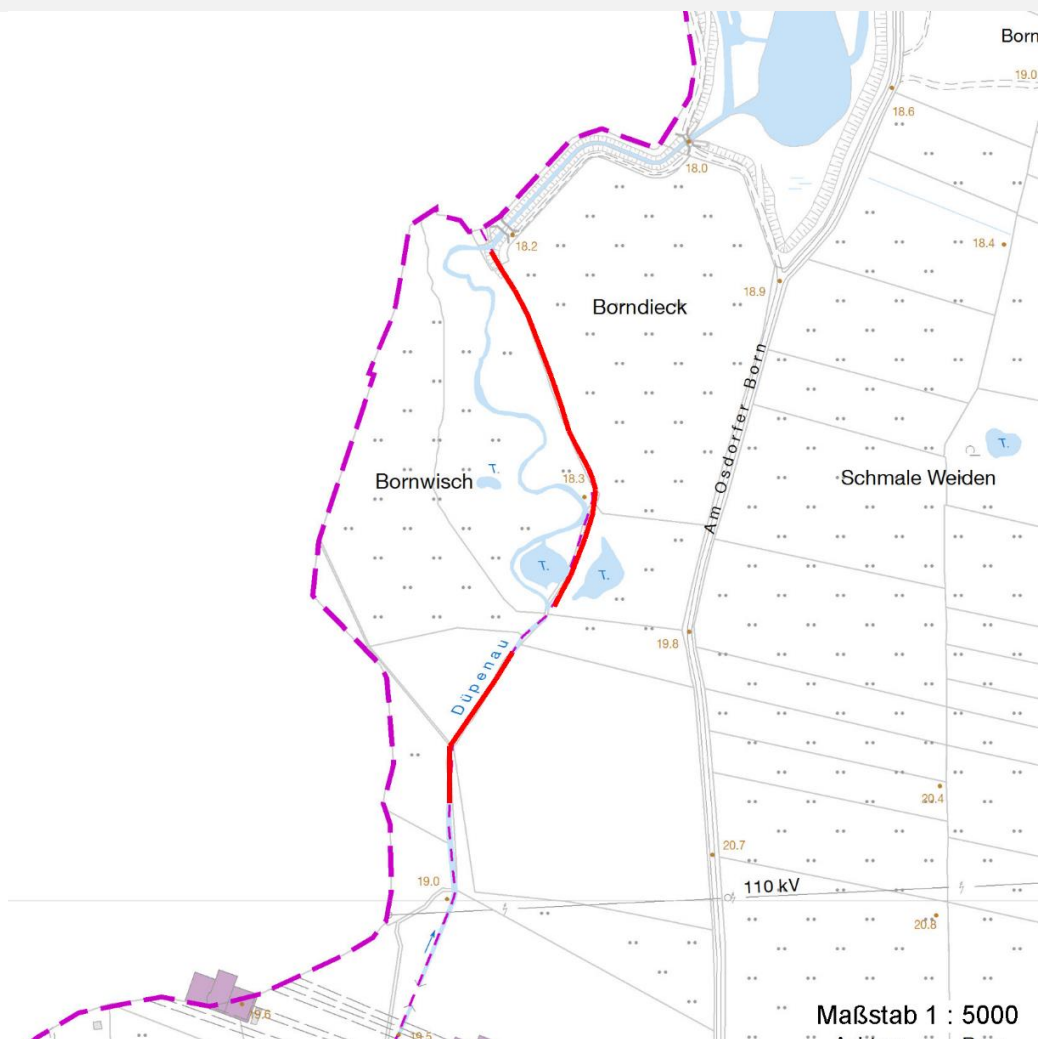 Born
19.0
18.6
18.0
18.2
18.4
18.9
Borndieck
Am Osdorfer Born
T.
18.3
T.
Bornwisch
Schmale Weiden
T.
T.
Düpenau
19.8
20.4
20.7
19.0
110 kV
20.8
19.6
Maßstab 1 : 5000
19.5